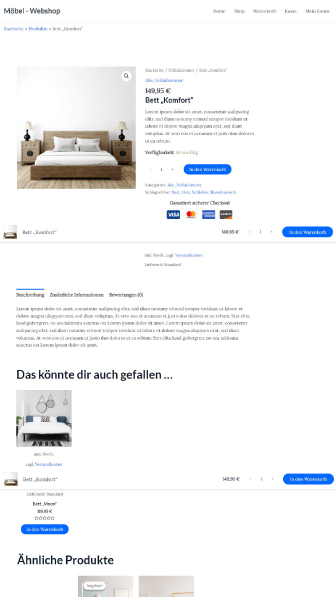 Möbel - Webshop
Home Shop Warenkorb Kasse Mein Konto
Startseite » Produkte » Bett „Komfort“
Startseite / Schlafzimmer / Bett „Komfort“
Alle, Schlafzimmer
149,95 €
Bett „Komfort“
Lorem ipsum dolor sit amet, consetetur sadipscing
elitr, sed diam nonumy eirmod tempor invidunt ut
labore et dolore magna aliquyam erat, sed diam
voluptua. At vero eos et accusam et justo duo dolores
et ea rebum.
Verfügbarkeit: 80 vorrätig
- 1 + In den Warenkorb
Kategorien: Alle, Schlafzimmer
Schlagwörter: Bett, Holz, Schlafen, Skandinavisch
Garantiert sicherer Checkout
VISA
Bett „Komfort“ 149,95 € - 1 + In den Warenkorb
inkl. MwSt. zzgl. Versandkosten
Lieferzeit: Standard
Beschreibung Zusätzliche Informationen Bewertungen (0)
Lorem ipsum dolor sit amet, consetetur sadipscing elitr, sed diam nonumy eirmod tempor invidunt ut labore et
dolore magna aliquyam erat, sed diam voluptua. At vero eos et accusam et justo duo dolores et ea rebum. Stet clita
kasd gubergren, no sea takimata sanctus est Lorem ipsum dolor sit amet. Lorem ipsum dolor sit amet, consetetur
sadipscing elitr, sed diam nonumy eirmod tempor invidunt ut labore et dolore magna aliquyam erat, sed diam
voluptua. At vero eos et accusam et justo duo dolores et ea rebum. Stet clita kasd gubergren, no sea takimata
sanctus est Lorem ipsum dolor sit amet.
Das könnte dir auch gefallen …
inkl. MwSt.
zzgl. Versandkosten
Bett „Komfort“ 149,95 € - 1 + In den Warenkorb
Lieferzeit: Standard
Bett „Moon“
119,95 €
In den Warenkorb
Ähnliche Produkte
Angebot!